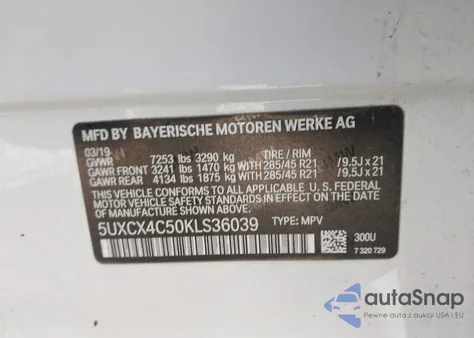 MFD BY BAYERISCHE MOTOREN WERKE AG
03/19
GVWR 7253 lbs 3290 kg TIRE / RIM
GAWR FRONT 3241 lbs 1470 kg WITH 285/45 R21 /9.5J x 21
GAWR REAR 4134 lbs 1875 kg WITH 285/45 R21 /9.5J x 21
THIS VEHICLE CONFORMS TO ALL APPLICABLE U.S. FEDERAL
MOTOR VEHICLE SAFETY STANDARDS IN EFFECT ON THE
DATE OF MANUFACTURE SHOWN ABOVE.
5UXCX4C50KLS36039 TYPE: MPV
300U
7 320 729
autoSnap
Pewne auta z aukcji USA i EU